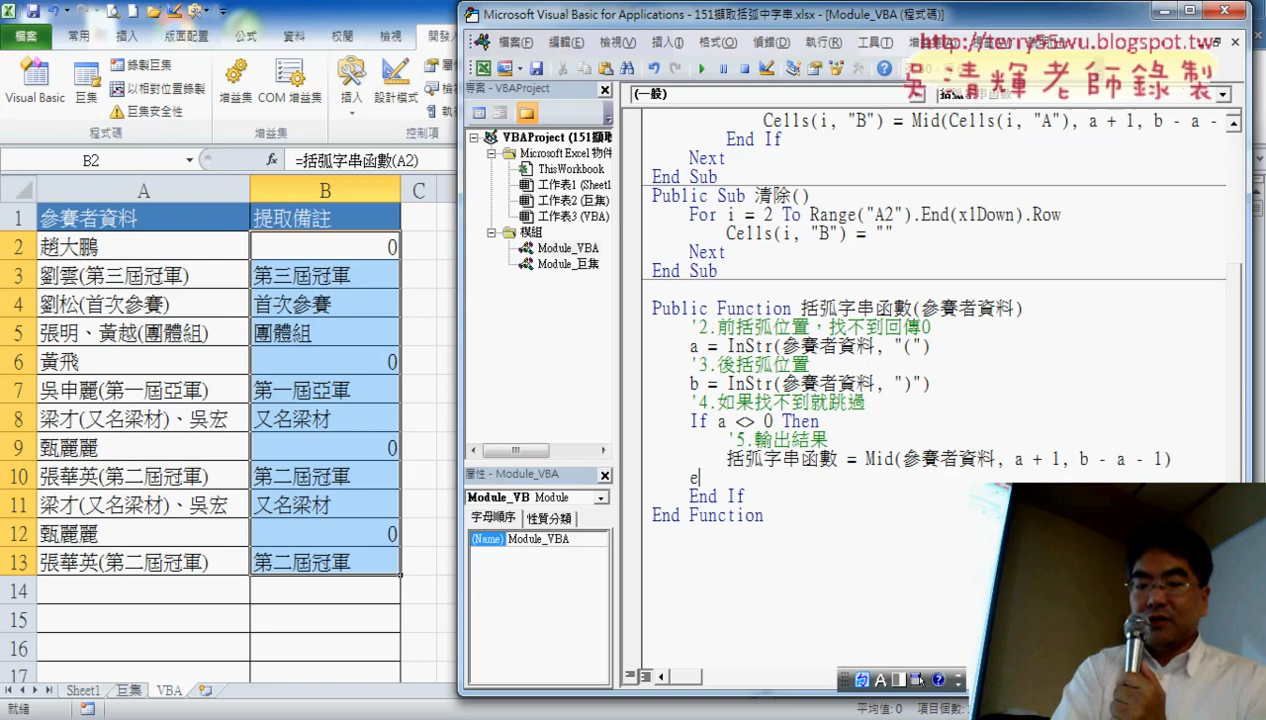 Microsoft Visual Basic for Applications - 151擷取括弧中字串.xlsx - [Module_VBA (程式碼)]
檔案 常用 插入 版面配置 公式 資料 校閱 檢視
檔案(F) 編輯(E) 檢視(V) 插入(I) 格式(O) 偵錯(D) 執行(R) 工具(T)
http://terry55wu.blogspot.tw
吳清輝老師錄製
Visual Basic 巨集 錄製巨集 以相對位置錄製 巨集安全性
增益集 COM 增益集 插入 設計模式
程式碼 增益集 控制項
專案 - VBAProject
(一般)
B2 fx =括弧字串函數(A2)
A B C
1 參賽者資料 提取備註
2 趙大鵬 0
3 劉雲(第三屆冠軍) 第三屆冠軍
4 劉松(首次參賽) 首次參賽
5 張明、黃越(團體組) 團體組
6 黃飛 0
7 吳申麗(第一屆亞軍) 第一屆亞軍
8 梁才(又名梁材)、吳宏 又名梁材
9 甄麗麗 0
10 張華英(第二屆冠軍) 第二屆冠軍
11 梁才(又名梁材)、吳宏 又名梁材
12 甄麗麗 0
13 張華英(第二屆冠軍) 第二屆冠軍
14
15
16
17
Sheet1 巨集 VBA
就緒
VBAProject (151擷取
Microsoft Excel 物件
ThisWorkbook
工作表1 (Sheet1
工作表2 (巨集)
工作表3 (VBA)
模組
Module_VBA
Module_巨集
屬性 - Module_VBA
Module_VB Module
字母順序 性質分類
(Name) Module_VBA
Cells(i, "B") = Mid(Cells(i, "A"), a + 1, b - a -
End If
Next
End Sub
Public Sub 清除()
For i = 2 To Range("A2").End(xlDown).Row
Cells(i, "B") = ""
Next
End Sub
Public Function 括弧字串函數(參賽者資料)
'2.前括弧位置，找不到回傳0
a = InStr(參賽者資料, "(")
'3.後括弧位置
b = InStr(參賽者資料, ")")
'4.如果找不到就跳過
If a <> 0 Then
'5.輸出結果
括弧字串函數 = Mid(參賽者資料, a + 1, b - a - 1)
e
End If
End Function
平均值: 0 項目個數: